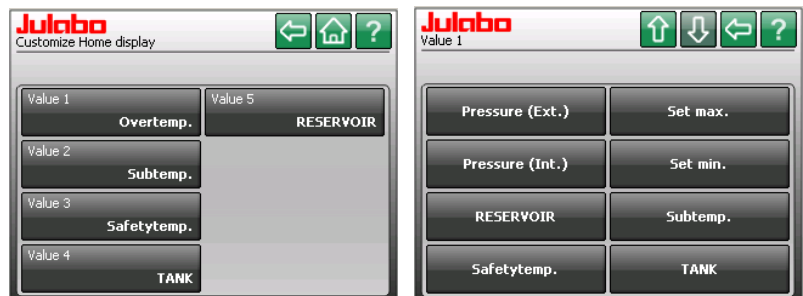 Julabo
Customize Home display
?
Value 1
Overtemp.
Value 5
RESERVOIR
Value 2
Subtemp.
Value 3
Safetytemp.
Value 4
TANK
Julabo
Value 1
?
Pressure (Ext.)
Set max.
Pressure (Int.)
Set min.
RESERVOIR
Subtemp.
Safetytemp.
TANK